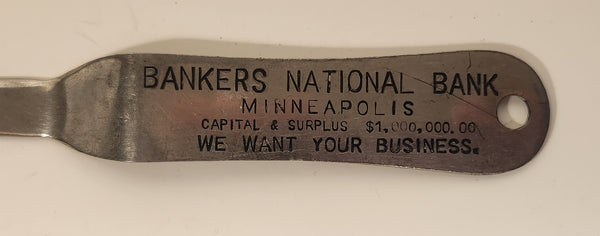 BANKERS NATIONAL BANK
MINNEAPOLIS
CAPITAL & SURPLUS $1,000,000.00
WE WANT YOUR BUSINESS.